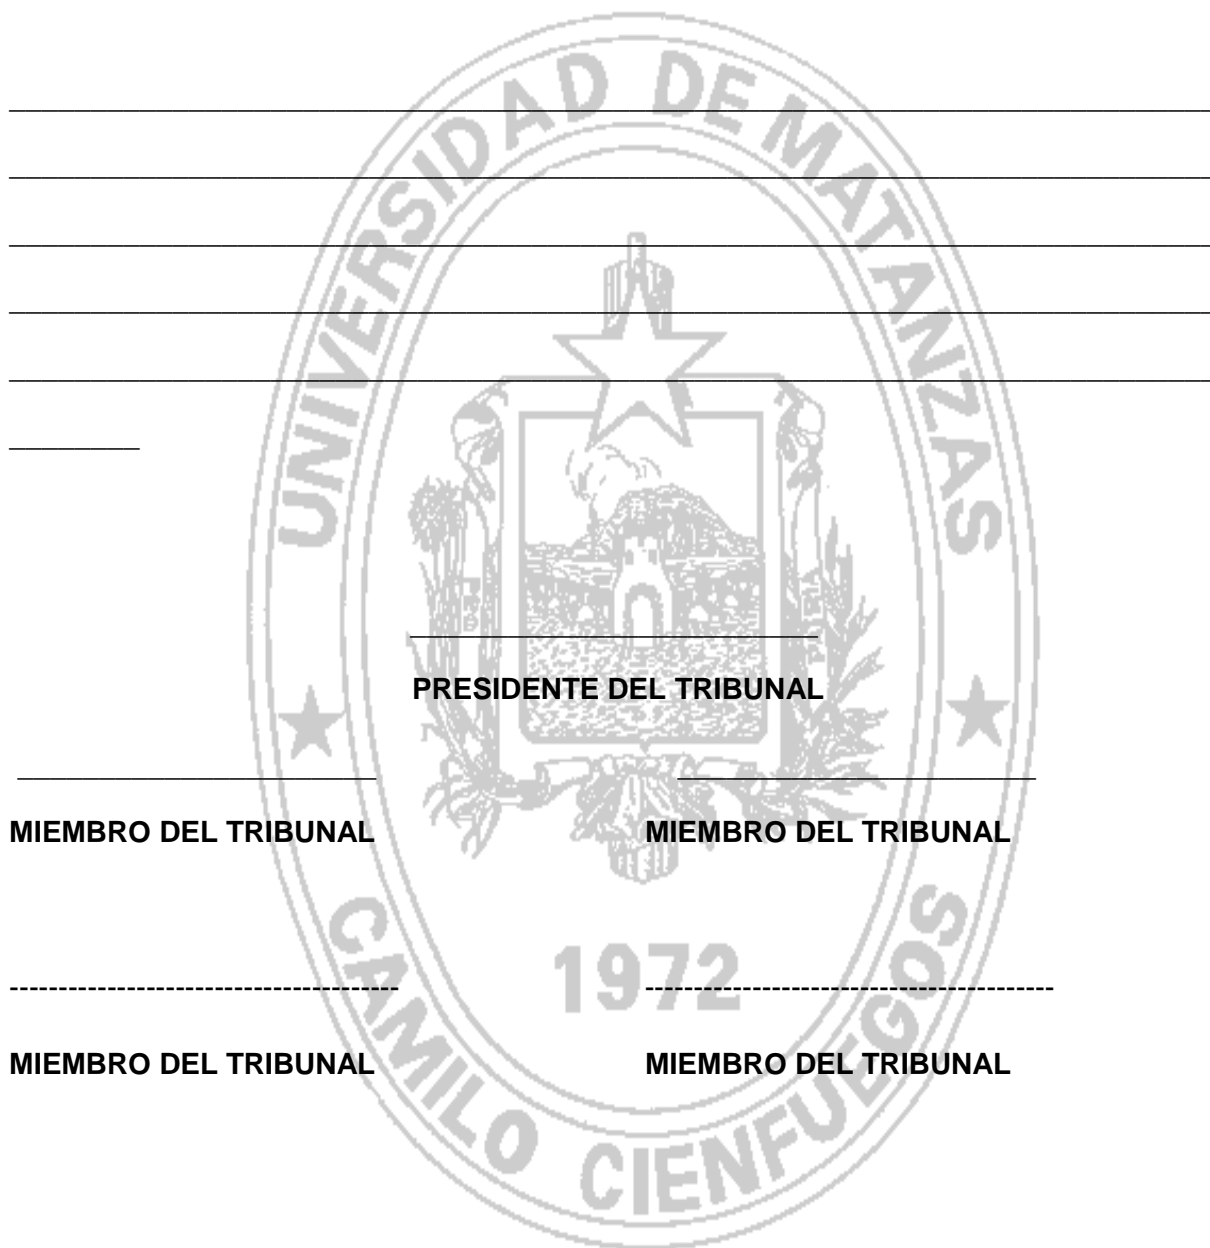 UNIVERSIDAD DE MATANZAS
PRESIDENTE DEL TRIBUNAL
MIEMBRO DEL TRIBUNAL MIEMBRO DEL TRIBUNAL
1972
MIEMBRO DEL TRIBUNAL MIEMBRO DEL TRIBUNAL
CAMILO CIENFUEGOS